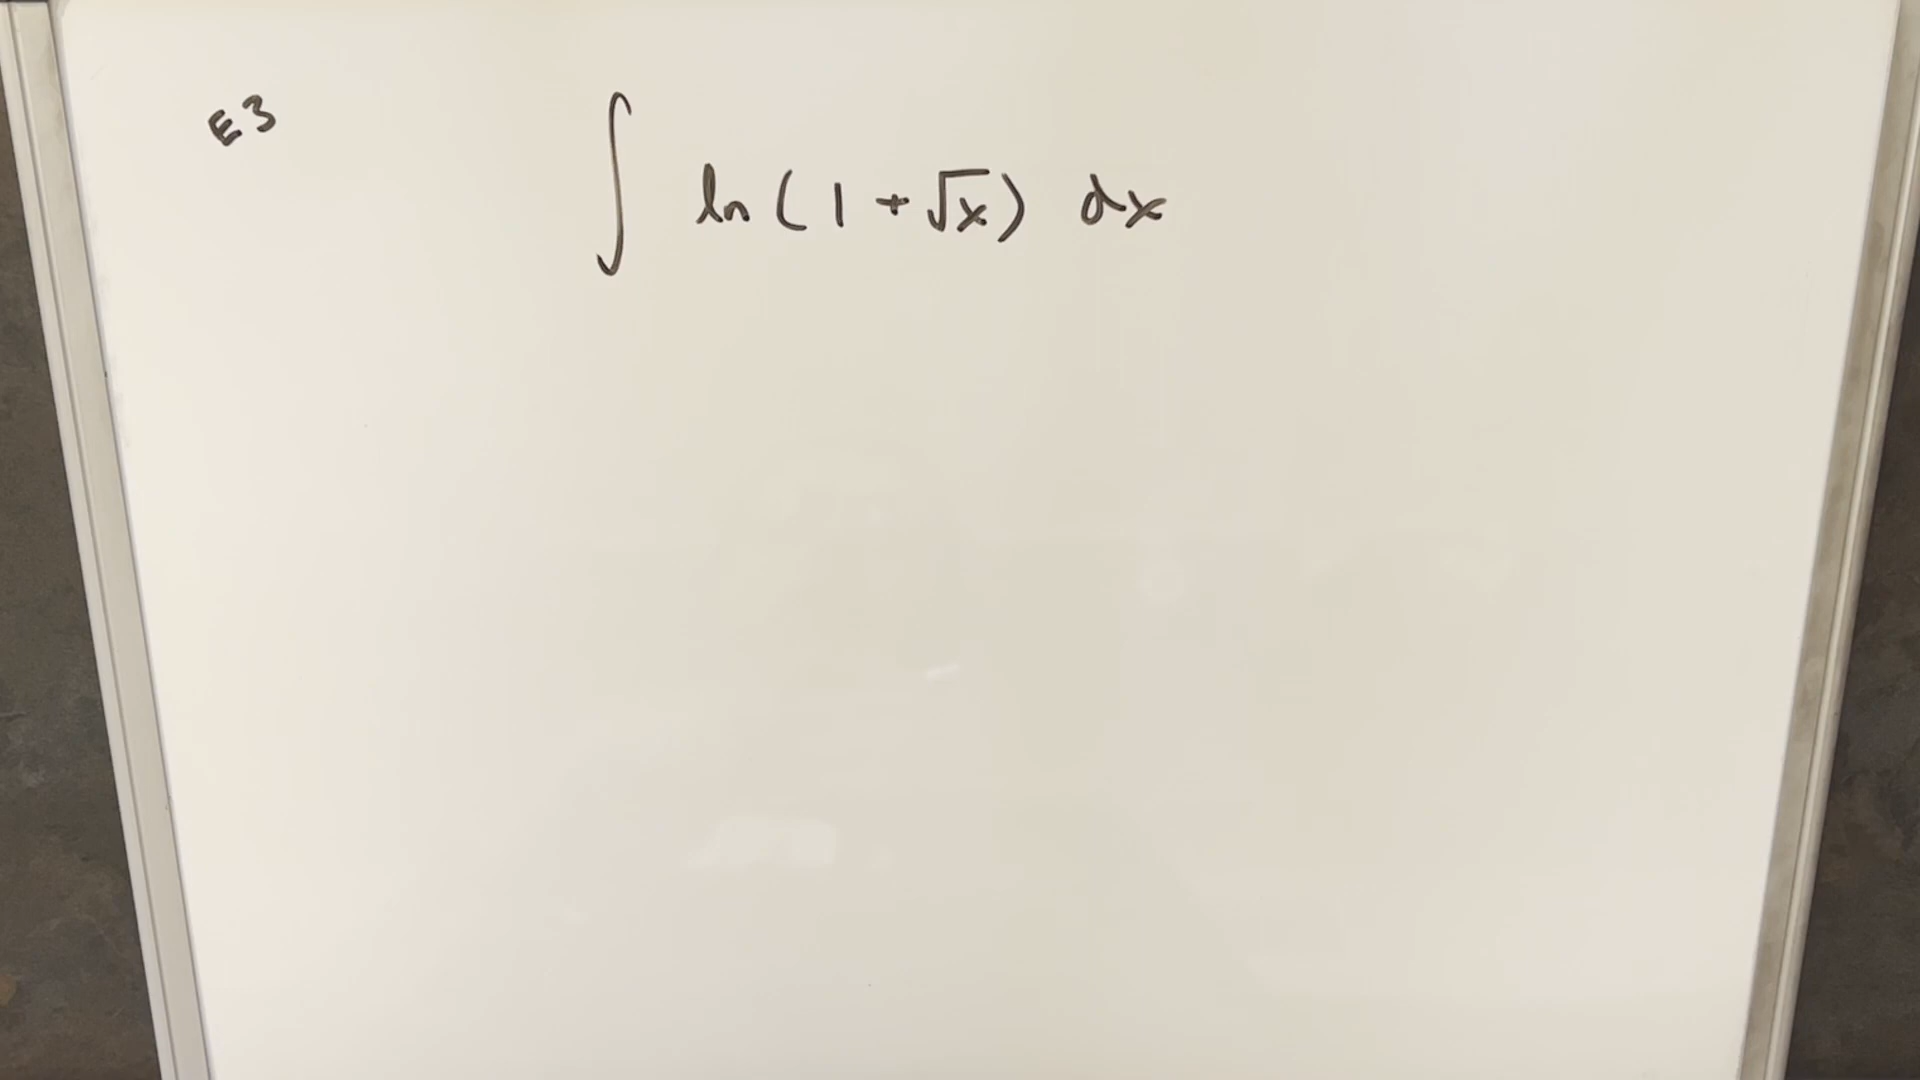 E3
∫ ln(1+√x) dx